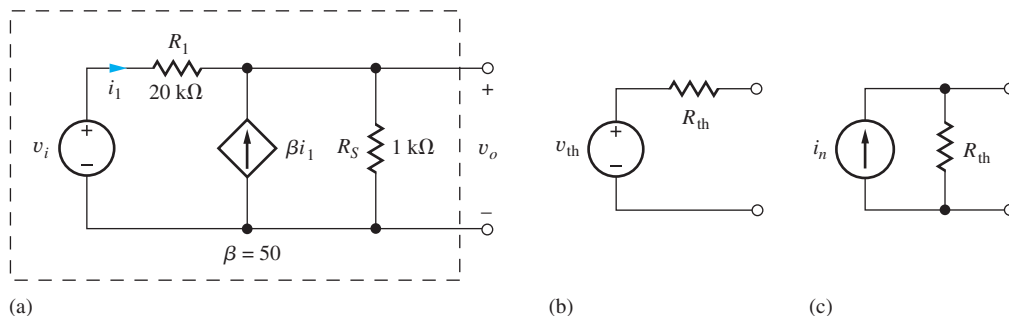 R1
i1
20 kΩ
vi
+
−
βi1
RS
1 kΩ
+
vo
−
β = 50
(a)
Rth
vth
+
−
(b)
in
Rth
(c)